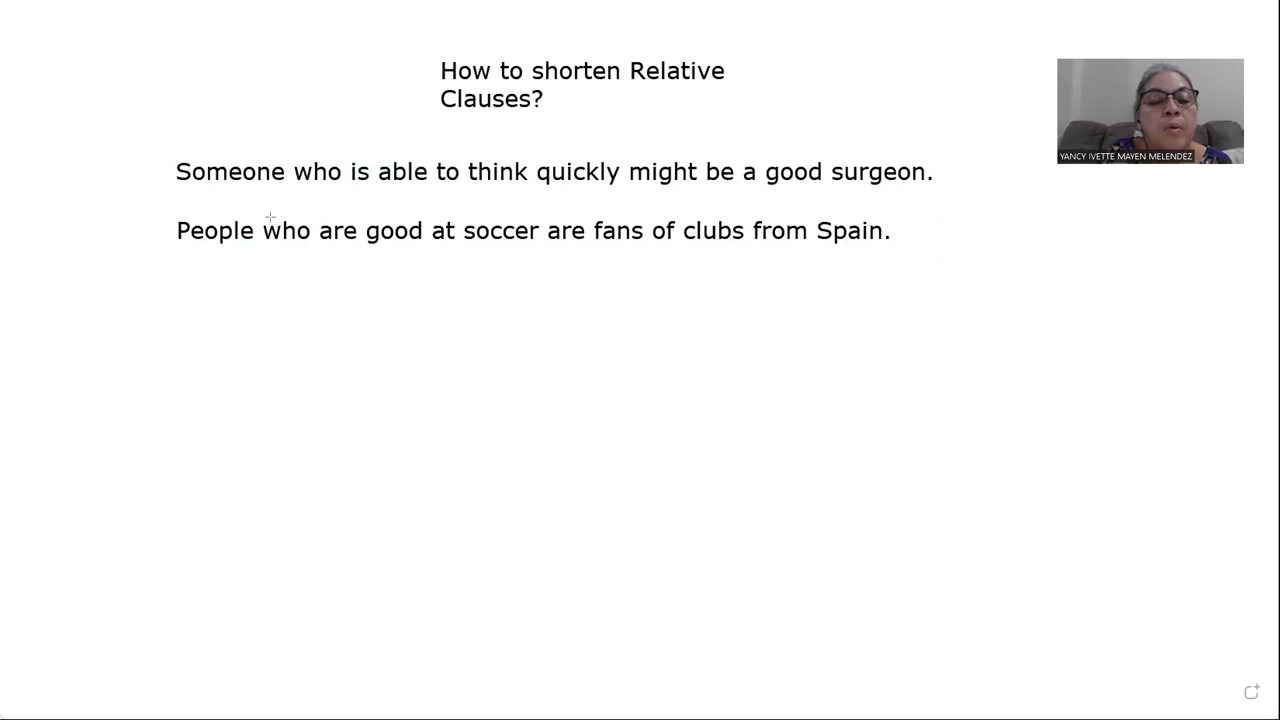 How to shorten Relative
Clauses?
YANCY IVETTE MAYEN MELENDEZ
Someone who is able to think quickly might be a good surgeon.
People who are good at soccer are fans of clubs from Spain.